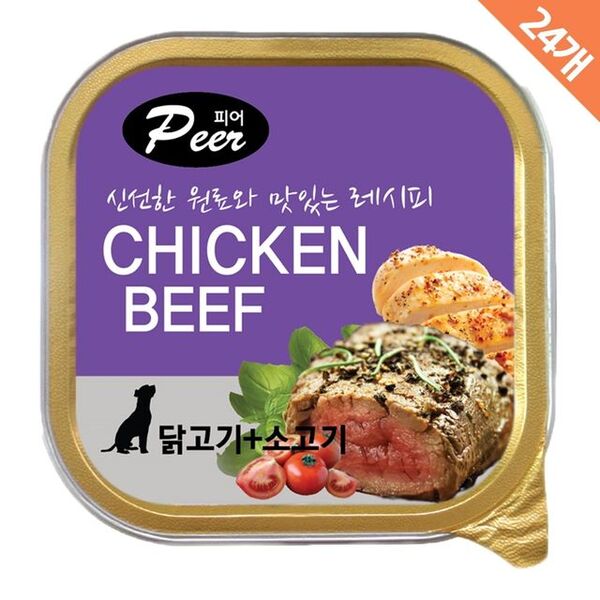 24개
피어
Peer
신선한 원료와 맛있는 레시피
CHICKEN
BEEF
닭고기+소고기